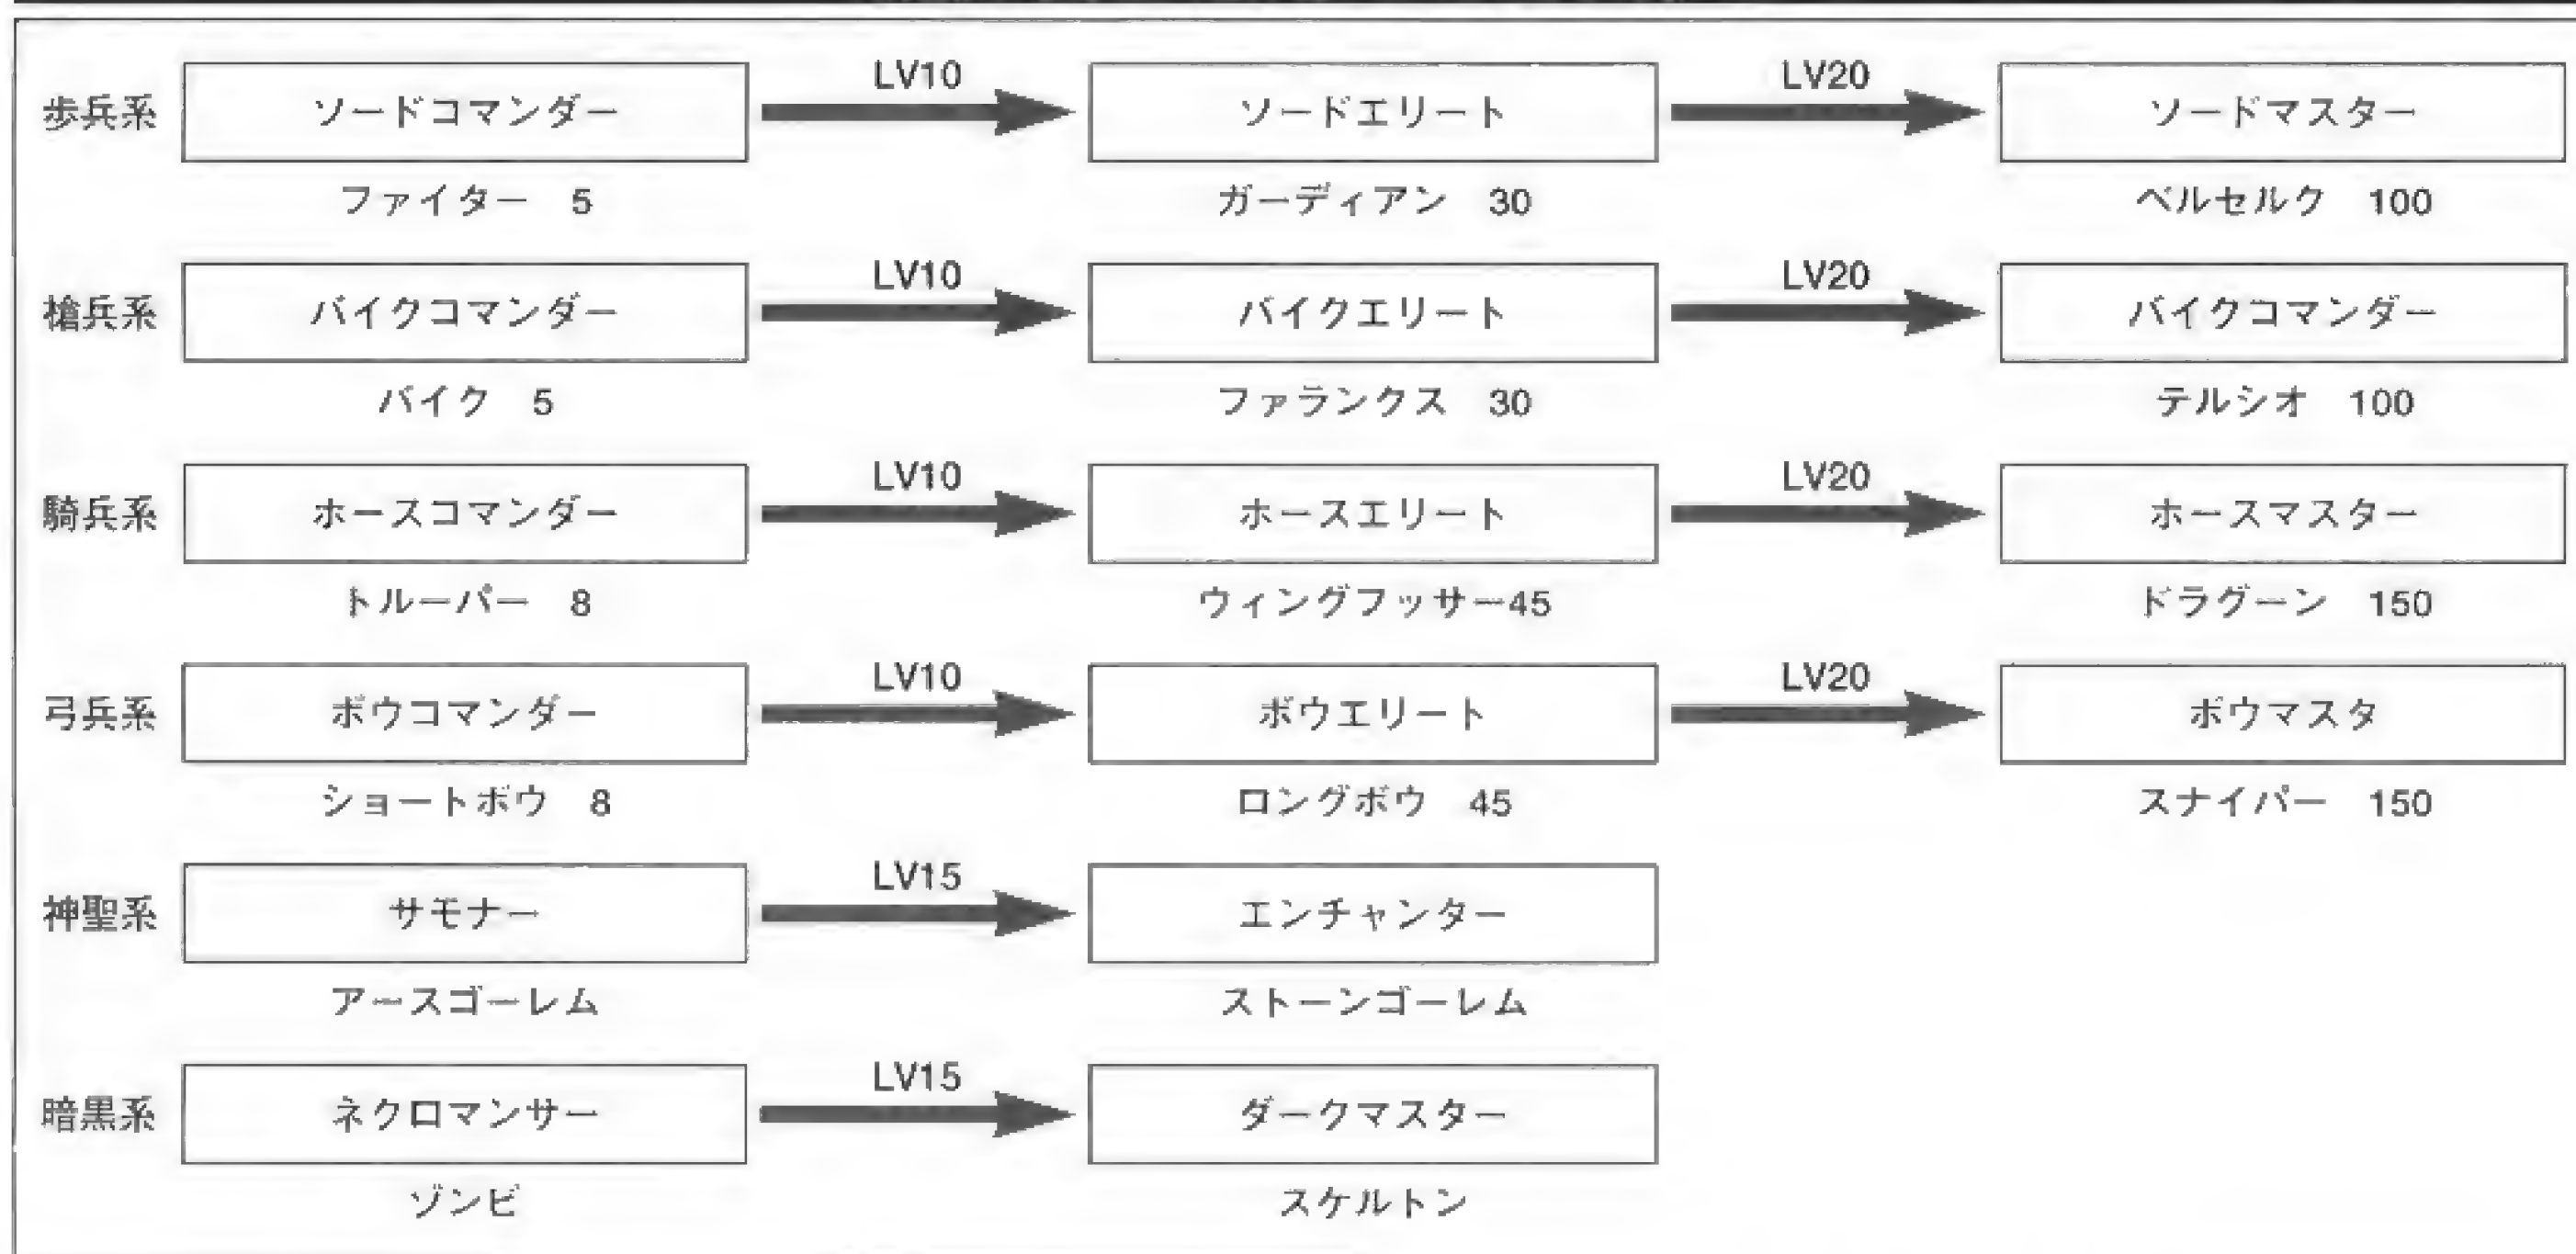 LV10 LV20
歩兵系 ソードコマンダー ソードエリート ソードマスター
ファイター 5 ガーディアン 30 ベルセルク 100
LV10 LV20
槍兵系 バイクコマンダー バイクエリート バイクコマンダー
バイク 5 ファランクス 30 テルシオ 100
LV10 LV20
騎兵系 ホースコマンダー ホースエリート ホースマスター
トルーパー 8 ウィングフッサー45 ドラグーン 150
LV10 LV20
弓兵系 ボウコマンダー ボウエリート ボウマスタ
ショートボウ 8 ロングボウ 45 スナイパー 150
LV15
神聖系 サモナー エンチャンター
アースゴーレム ストーンゴーレム
LV15
暗黒系 ネクロマンサー ダークマスター
ゾンビ スケルトン